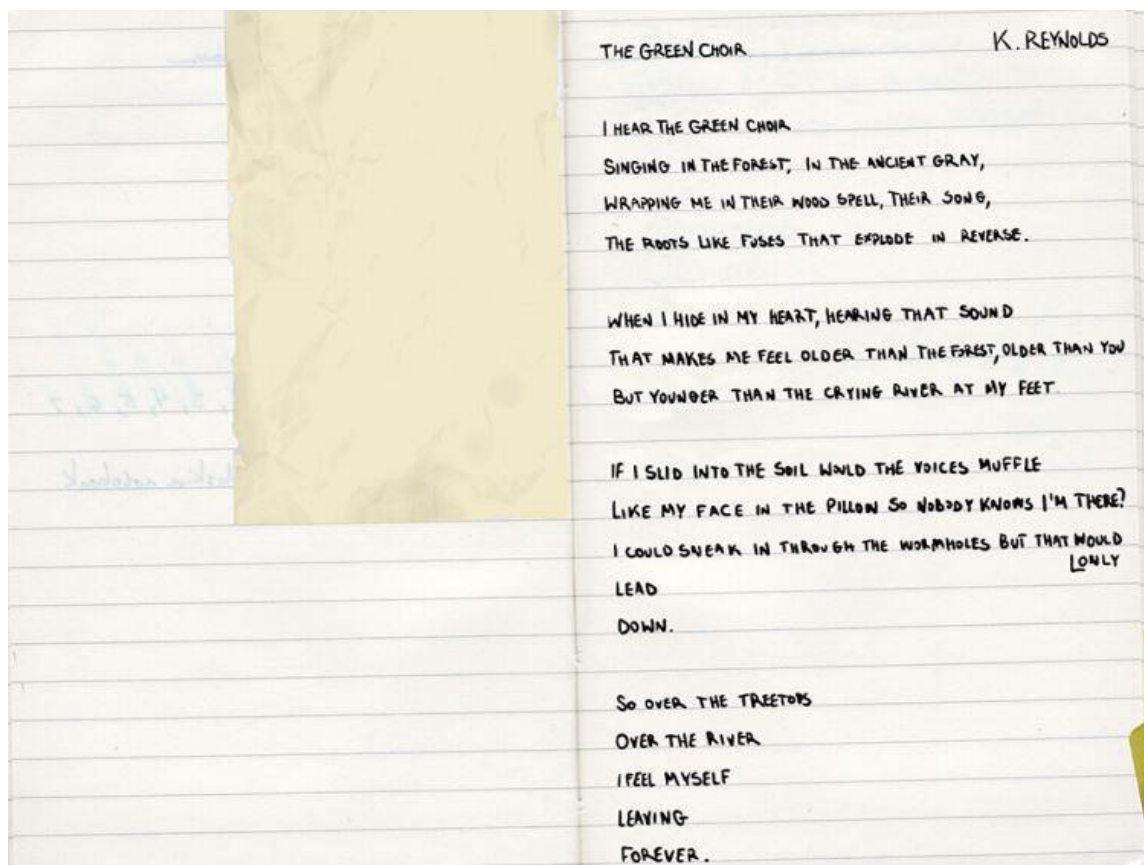 THE GREEN CHOIR
K. REYNOLDS
I HEAR THE GREEN CHOIR
SINGING IN THE FOREST, IN THE ANCIENT GRAY,
WRAPPING ME IN THEIR WOOD SPELL, THEIR SONG,
THE ROOTS LIKE FUSES THAT EXPLODE IN REVERSE.
WHEN I HIDE IN MY HEART, HEARING THAT SOUND
THAT MAKES ME FEEL OLDER THAN THE FOREST, OLDER THAN YOU
BUT YOUNGER THAN THE CRYING RIVER AT MY FEET.
IF I SLID INTO THE SOIL WOULD THE VOICES MUFFLE
LIKE MY FACE IN THE PILLOW SO NOBODY KNOWS I'M THERE?
I COULD SNEAK IN THROUGH THE WORMHOLES BUT THAT WOULD
ONLY
LEAD
DOWN.
SO OVER THE TREETOPS
OVER THE RIVER
I FEEL MYSELF
LEAVING
FOREVER.